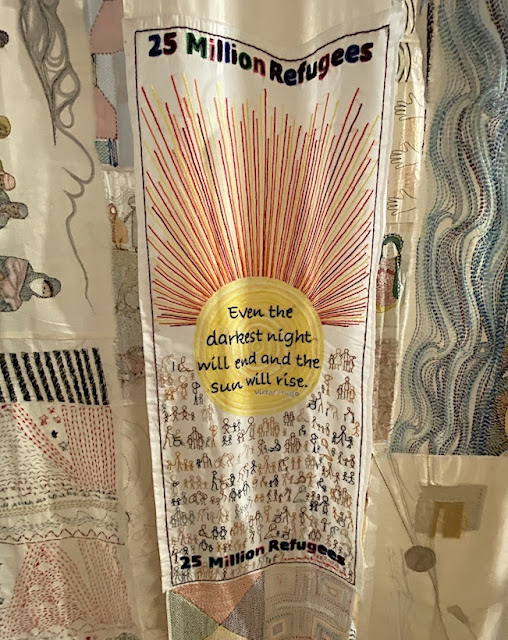 25 Million Refugees
Even the
darkest night
will end and the
sun will rise.
Victor Hugo
25 Million Refugees